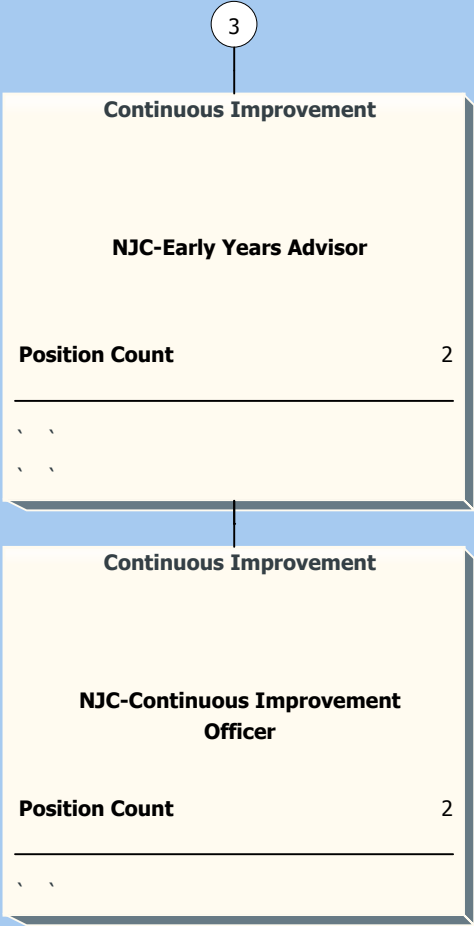 3
Continuous Improvement
NJC-Early Years Advisor
Position Count 2
` `
` `
Continuous Improvement
NJC-Continuous Improvement
Officer
Position Count 2
` `